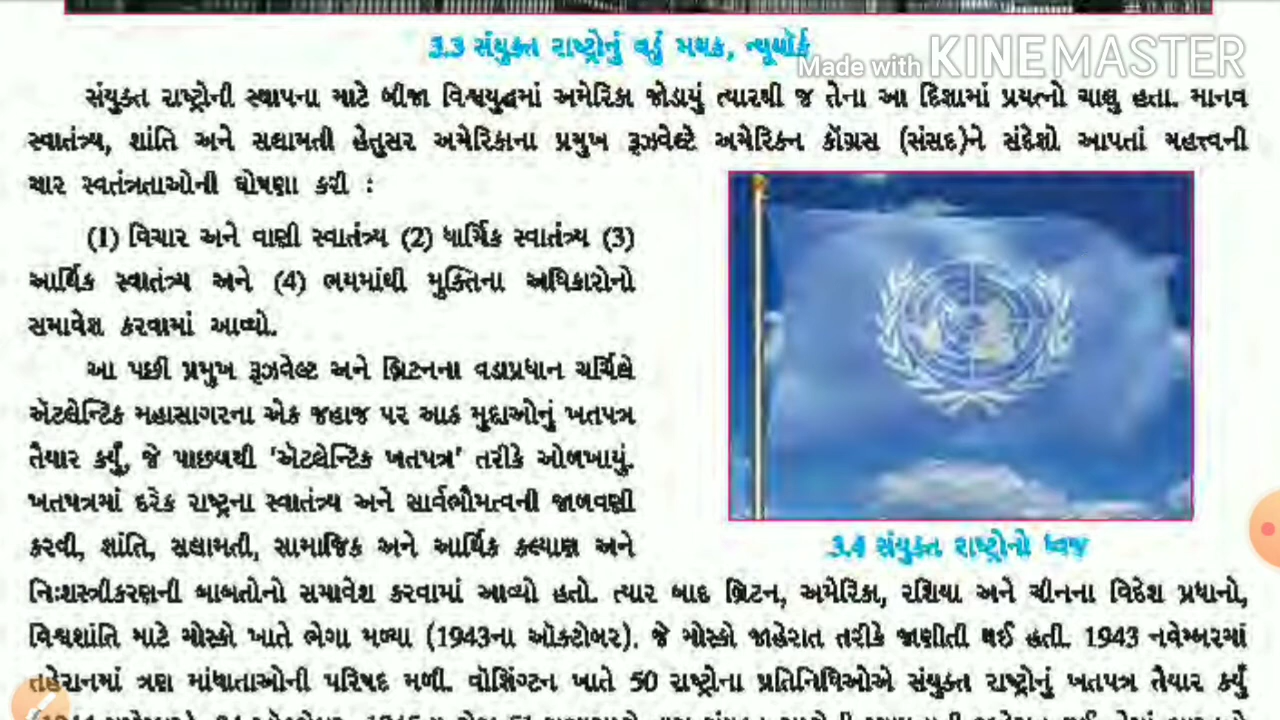 3.3 સંયુક્ત રાષ્ટ્રોનું વડું મથક, ન્યૂયૉર્ક
Made with KINEMASTER
સંયુક્ત રાષ્ટ્રોની સ્થાપના માટે બીજા વિશ્વયુદ્ધમાં અમેરિકા જોડાયું ત્યારથી જ તેના આ દિશામાં પ્રયત્નો ચાલુ હતા. માનવ
સ્વાતંત્ર્ય, શાંતિ અને સલામતી હેતુસર અમેરિકાના પ્રમુખ રૂઝવેલ્ટે અમેરિકન કૉંગ્રસ (સંસદ)ને સંદેશો આપતાં મહત્ત્વની
ચાર સ્વતંત્રતાઓની ઘોષણા કરી :
(1) વિચાર અને વાણી સ્વાતંત્ર્ય (2) ધાર્મિક સ્વાતંત્ર્ય (3)
આર્થિક સ્વાતંત્ર્ય અને (4) ભયમાંથી મુક્તિના અધિકારોનો
સમાવેશ કરવામાં આવ્યો.
આ પછી પ્રમુખ રૂઝવેલ્ટ અને બ્રિટનના વડાપ્રધાન ચર્ચિલે
ઍટલેન્ટિક મહાસાગરના એક જહાજ પર આઠ મુદ્દાઓનું ખતપત્ર
તૈયાર કર્યું, જે પાછળથી ‘ઍટલેન્ટિક ખતપત્ર’ તરીકે ઓળખાયું.
ખતપત્રમાં દરેક રાષ્ટ્રના સ્વાતંત્ર્ય અને સાર્વભૌમત્વની જાળવણી
કરવી, શાંતિ, સલામતી, સામાજિક અને આર્થિક કલ્યાણ અને
3.4 સંયુક્ત રાષ્ટ્રોનો ધ્વજ
નિઃશસ્ત્રીકરણની બાબતોનો સમાવેશ કરવામાં આવ્યો હતો. ત્યાર બાદ બ્રિટન, અમેરિકા, રશિયા અને ચીનના વિદેશ પ્રધાનો,
વિશ્વશાંતિ માટે મોસ્કો ખાતે ભેગા મળ્યા (1943ના ઑક્ટોબર). જે મોસ્કો જાહેરાત તરીકે જાણીતી થઈ હતી. 1943 નવેમ્બરમાં
તહેરાનમાં ત્રણ માંધાતાઓની પરિષદ મળી. વૉશિંગ્ટન ખાતે 50 રાષ્ટ્રોના પ્રતિનિધિઓએ સંયુક્ત રાષ્ટ્રોનું ખતપત્ર તૈયાર કર્યું